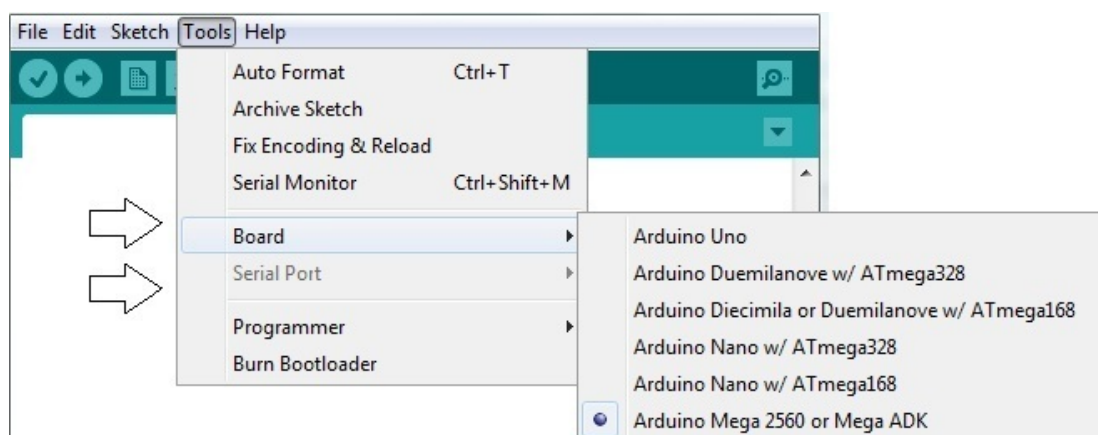 File Edit Sketch Tools Help
Auto Format Ctrl+T
Archive Sketch
Fix Encoding & Reload
Serial Monitor Ctrl+Shift+M
Board
Serial Port
Programmer
Burn Bootloader
Arduino Uno
Arduino Duemilanove w/ ATmega328
Arduino Diecimila or Duemilanove w/ ATmega168
Arduino Nano w/ ATmega328
Arduino Nano w/ ATmega168
Arduino Mega 2560 or Mega ADK